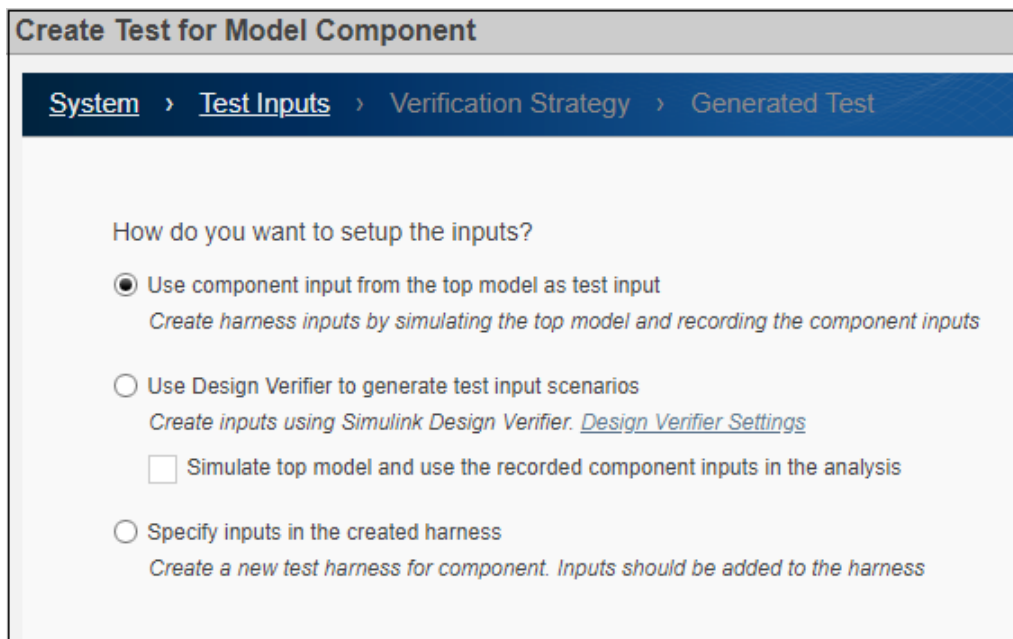 Create Test for Model Component
System › Test Inputs › Verification Strategy › Generated Test
How do you want to setup the inputs?
Use component input from the top model as test input
Create harness inputs by simulating the top model and recording the component inputs
Use Design Verifier to generate test input scenarios
Create inputs using Simulink Design Verifier. Design Verifier Settings
Simulate top model and use the recorded component inputs in the analysis
Specify inputs in the created harness
Create a new test harness for component. Inputs should be added to the harness